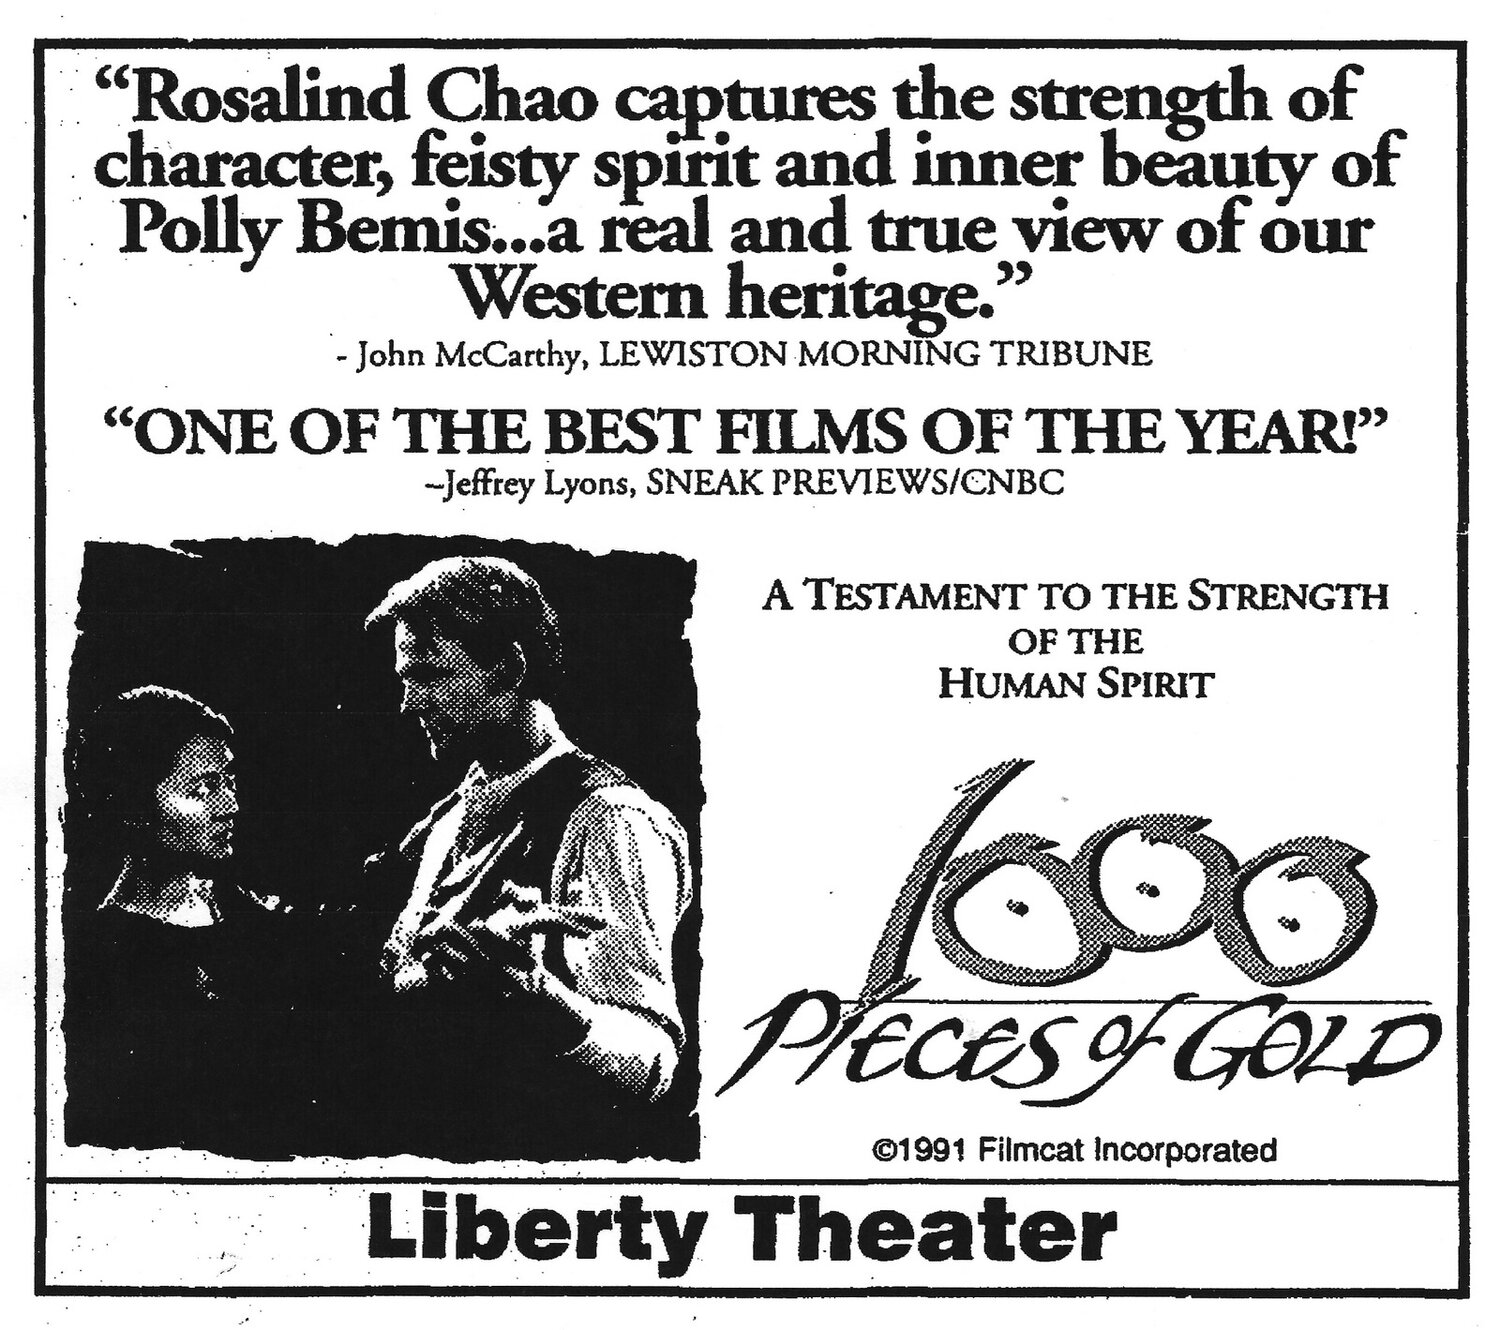 “Rosalind Chao captures the strength of
character, feisty spirit and inner beauty of
Polly Bemis...a real and true view of our
Western heritage.”
- John McCarthy, LEWISTON MORNING TRIBUNE
“ONE OF THE BEST FILMS OF THE YEAR!”
–Jeffrey Lyons, SNEAK PREVIEWS/CNBC
A TESTAMENT TO THE STRENGTH
OF THE
HUMAN SPIRIT
1000
PIECES of GOLD
©1991 Filmcat Incorporated
Liberty Theater